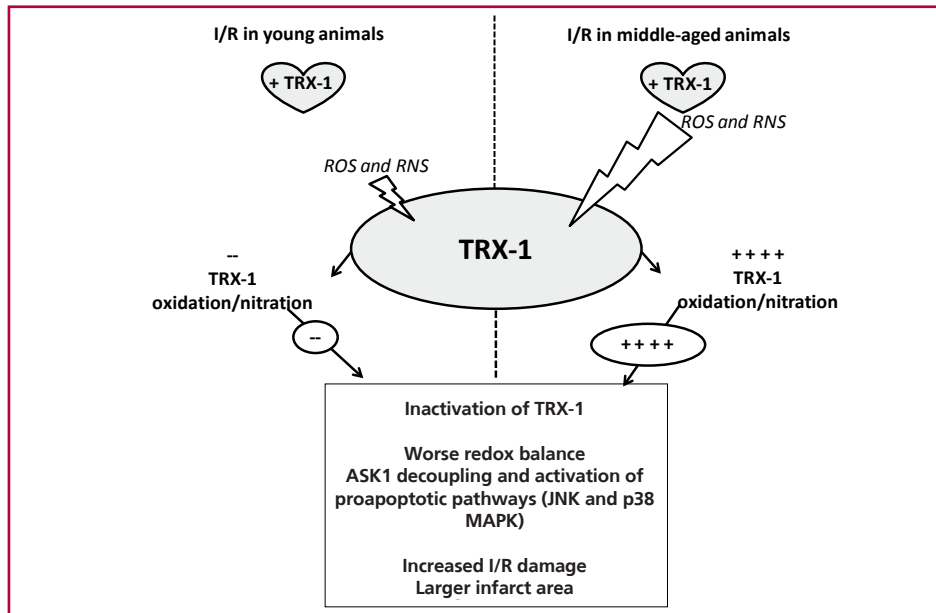 I/R in young animals
+ TRX-1
ROS and RNS
--
TRX-1
oxidation/nitration
--
I/R in middle-aged animals
+ TRX-1
ROS and RNS
TRX-1
++++
TRX-1
oxidation/nitration
++++
Inactivation of TRX-1
Worse redox balance
ASK1 decoupling and activation of
proapoptotic pathways (JNK and p38
MAPK)
Increased I/R damage
Larger infarct area